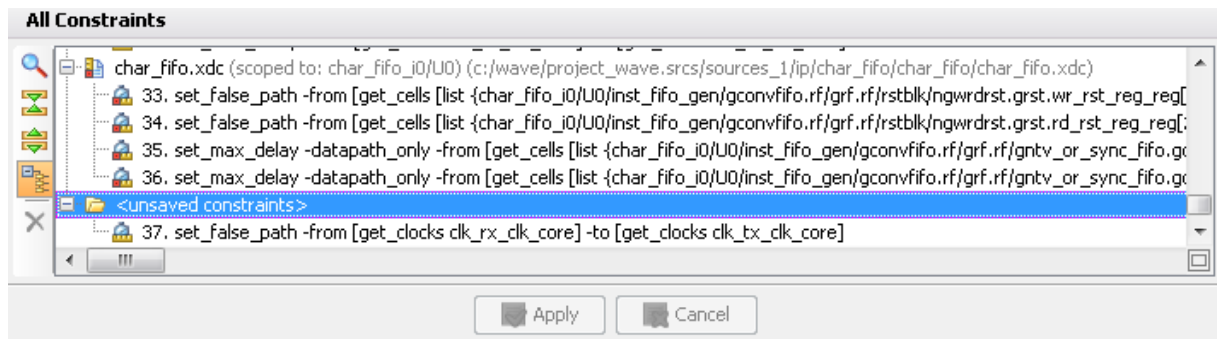 All Constraints
char_fifo.xdc (scoped to: char_fifo_i0/U0) (c:/wave/project_wave.srcs/sources_1/ip/char_fifo/char_fifo/char_fifo.xdc)
33. set_false_path -from [get_cells [list {char_fifo_i0/U0/inst_fifo_gen/gconvfifo.rf/grf.rf/rstblk/ngwrdrst.grst.wr_rst_reg_reg[
34. set_false_path -from [get_cells [list {char_fifo_i0/U0/inst_fifo_gen/gconvfifo.rf/grf.rf/rstblk/ngwrdrst.grst.rd_rst_reg_reg[
35. set_max_delay -datapath_only -from [get_cells [list {char_fifo_i0/U0/inst_fifo_gen/gconvfifo.rf/grf.rf/gntv_or_sync_fifo.gc
36. set_max_delay -datapath_only -from [get_cells [list {char_fifo_i0/U0/inst_fifo_gen/gconvfifo.rf/grf.rf/gntv_or_sync_fifo.gc
<unsaved constraints>
37. set_false_path -from [get_clocks clk_rx_clk_core] -to [get_clocks clk_tx_clk_core]
Apply Cancel